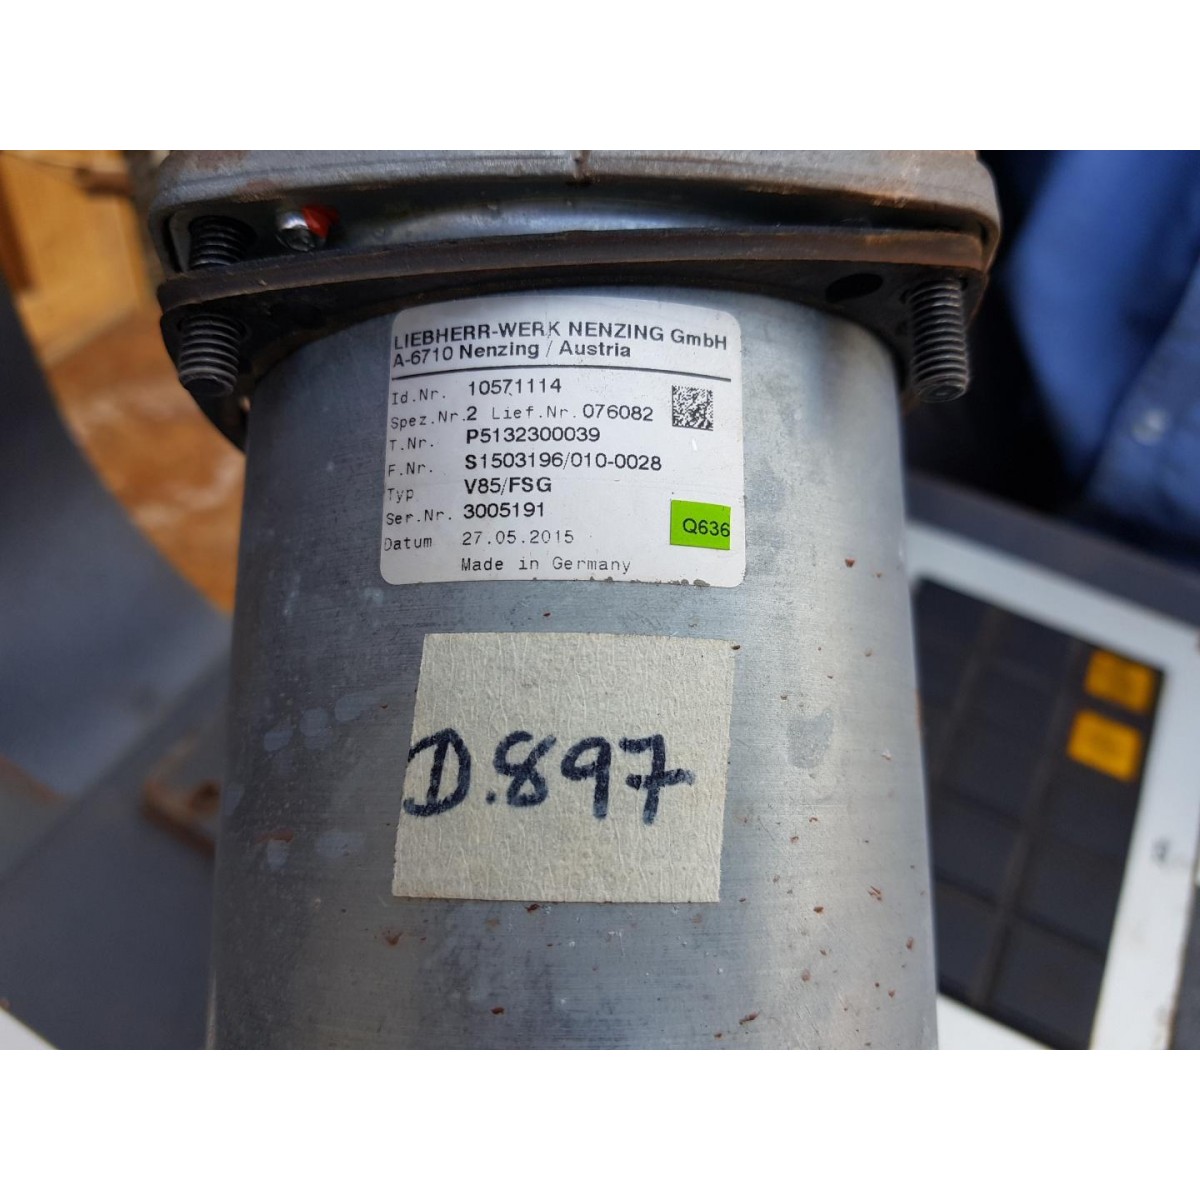 LIEBHERR-WERK NENZING GmbH
A-6710 Nenzing / Austria
Id.Nr. 10571114
Spez.Nr.2 Lief.Nr. 076082
T.Nr. P5132300039
F.Nr. S1503196/010-0028
Typ V85/FSG
Ser.Nr. 3005191
Q636
Datum 27.05.2015
Made in Germany
D.897